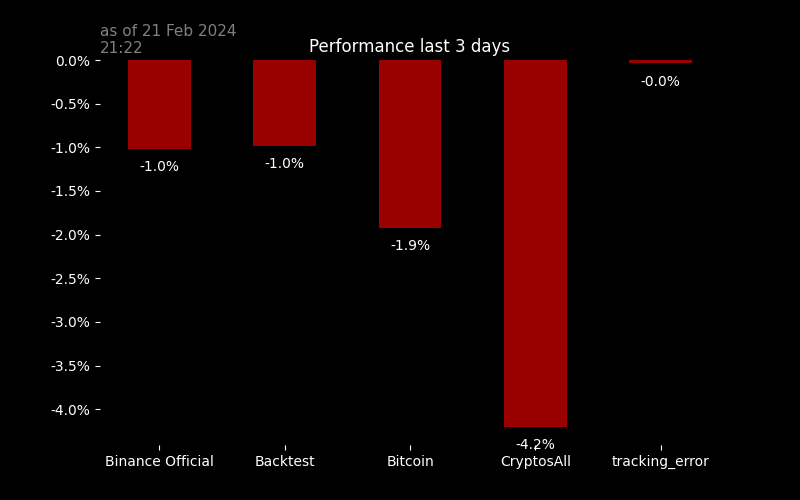 as of 21 Feb 2024
21:22
Performance last 3 days
0.0%
-0.5%
-1.0%
-1.5%
-2.0%
-2.5%
-3.0%
-3.5%
-4.0%
-1.0%
-1.0%
-1.9%
-4.2%
-0.0%
Binance Official
Backtest
Bitcoin
CryptosAll
tracking_error